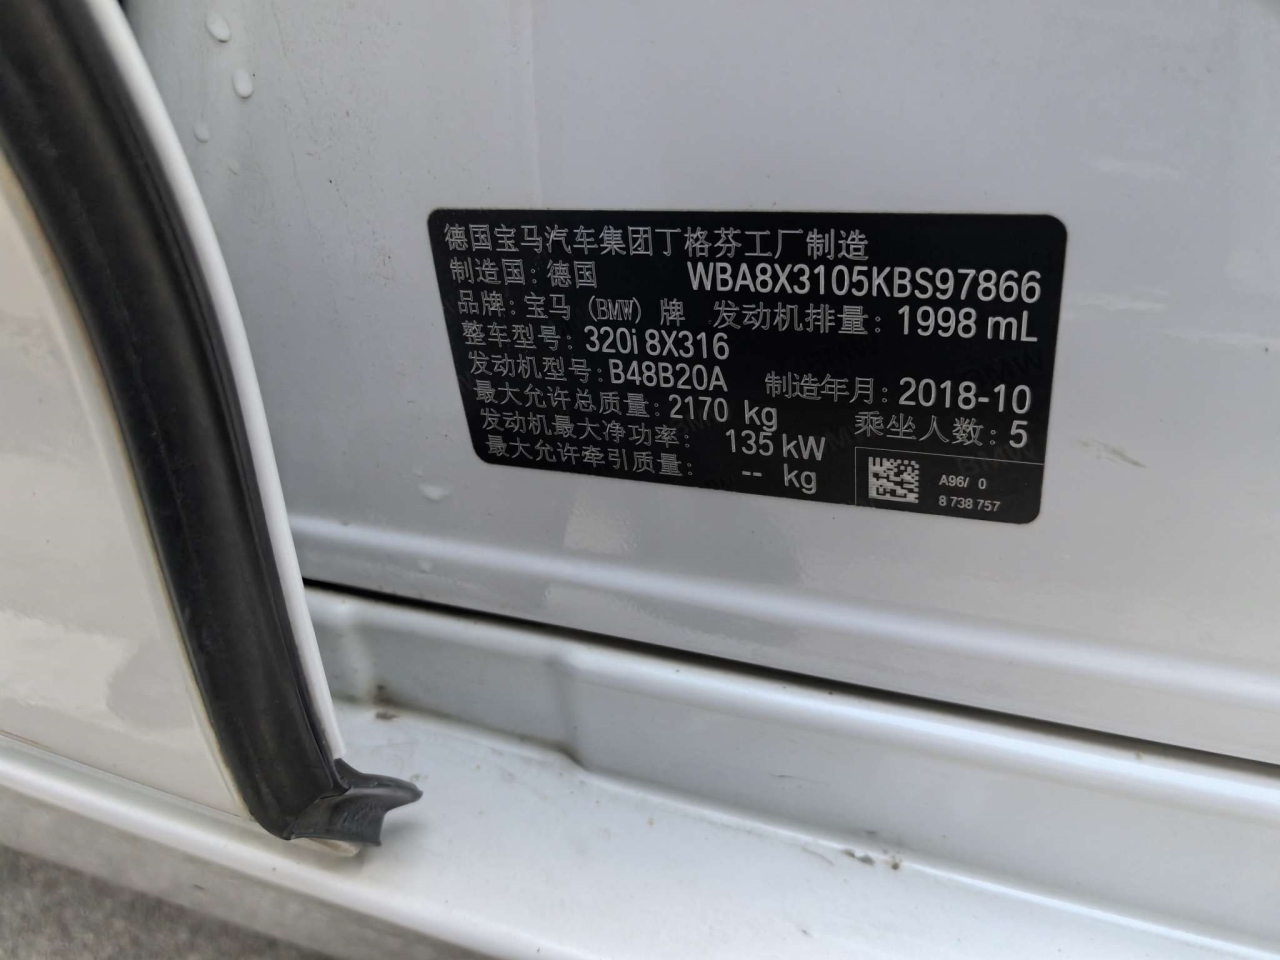 德国宝马汽车集团丁格芬工厂制造
制造国：德国 WBA8X3105KBS97866
品牌：宝马（BMW）牌 发动机排量：1998 mL
整车型号：320i 8X316
发动机型号：B48B20A 制造年月：2018-10
最大允许总质量：2170 kg 乘坐人数：5
发动机最大净功率：135 kW
最大允许牵引质量：-- kg
A96/ 0
8 738 757